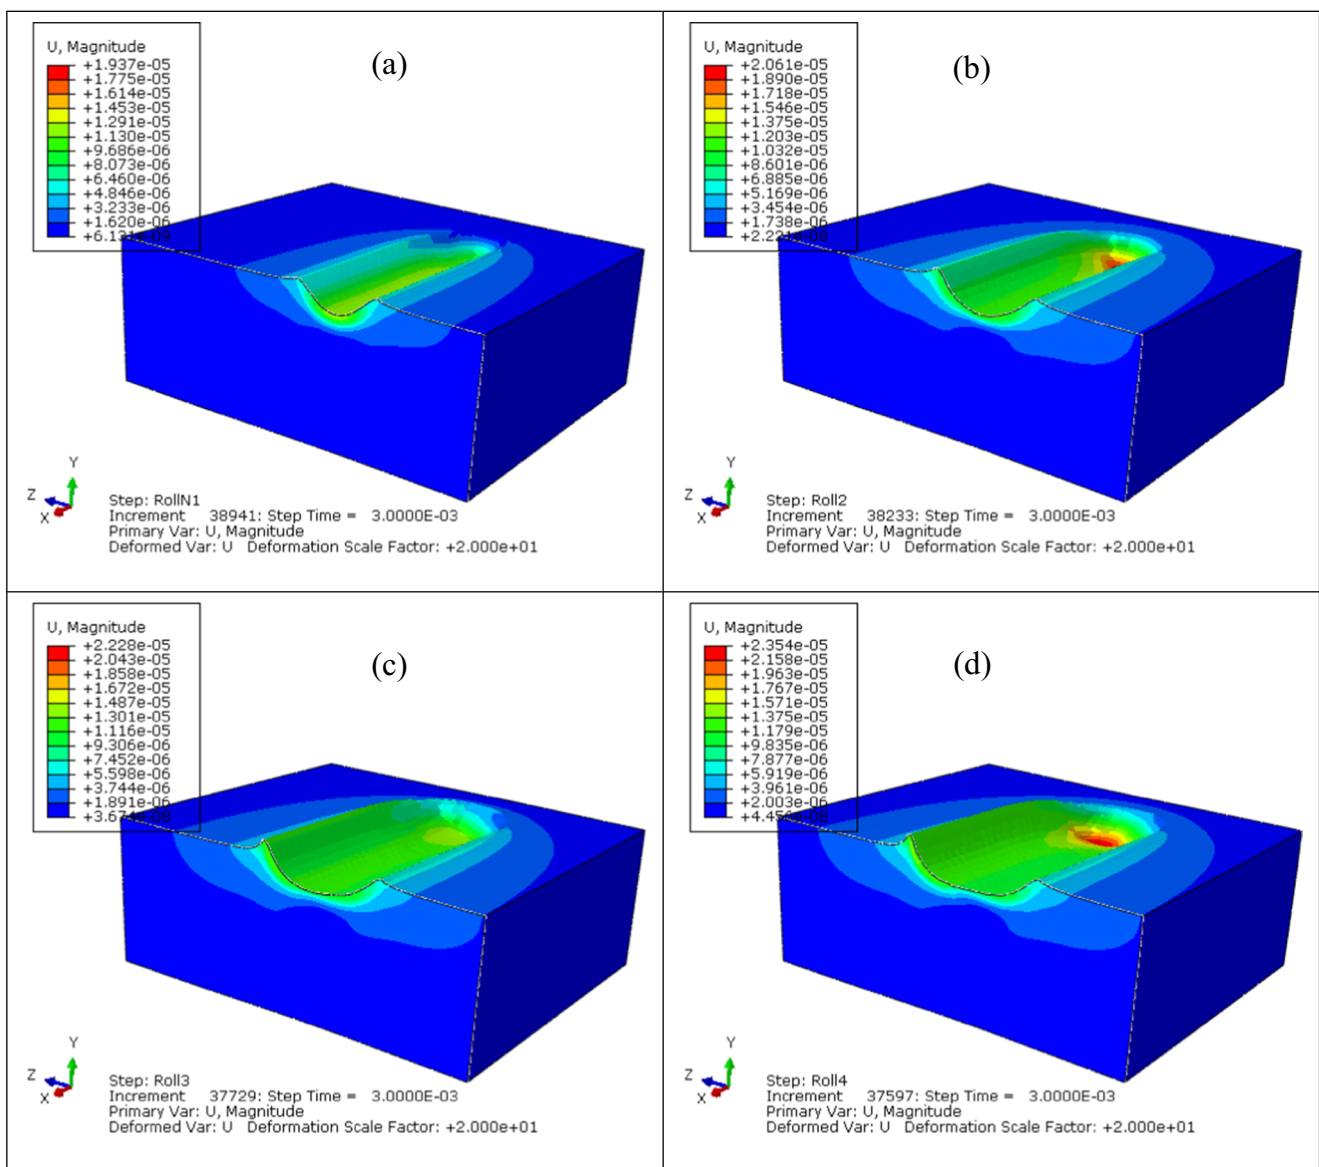 U, Magnitude
+1.937e-05
+1.775e-05
+1.614e-05
+1.453e-05
+1.291e-05
+1.130e-05
+9.686e-06
+8.073e-06
+6.460e-06
+4.846e-06
+3.233e-06
+1.620e-06
+6.131e-09
(a)
Y
Z
X
Step: RollN1
Increment 38941: Step Time = 3.0000E-03
Primary Var: U, Magnitude
Deformed Var: U Deformation Scale Factor: +2.000e+01
U, Magnitude
+2.061e-05
+1.890e-05
+1.718e-05
+1.546e-05
+1.375e-05
+1.203e-05
+1.032e-05
+8.601e-06
+6.885e-06
+5.169e-06
+3.454e-06
+1.738e-06
(b)
Y
Z
X
Step: Roll2
Increment 38233: Step Time = 3.0000E-03
Primary Var: U, Magnitude
Deformed Var: U Deformation Scale Factor: +2.000e+01
U, Magnitude
+2.228e-05
+2.043e-05
+1.858e-05
+1.672e-05
+1.487e-05
+1.301e-05
+1.116e-05
+9.306e-06
+7.452e-06
+5.598e-06
+3.744e-06
+1.891e-06
(c)
Y
Z
X
Step: Roll3
Increment 37729: Step Time = 3.0000E-03
Primary Var: U, Magnitude
Deformed Var: U Deformation Scale Factor: +2.000e+01
U, Magnitude
+2.354e-05
+2.158e-05
+1.963e-05
+1.767e-05
+1.571e-05
+1.375e-05
+1.179e-05
+9.835e-06
+7.877e-06
+5.919e-06
+3.961e-06
+2.003e-06
(d)
Y
Z
X
Step: Roll4
Increment 37597: Step Time = 3.0000E-03
Primary Var: U, Magnitude
Deformed Var: U Deformation Scale Factor: +2.000e+01